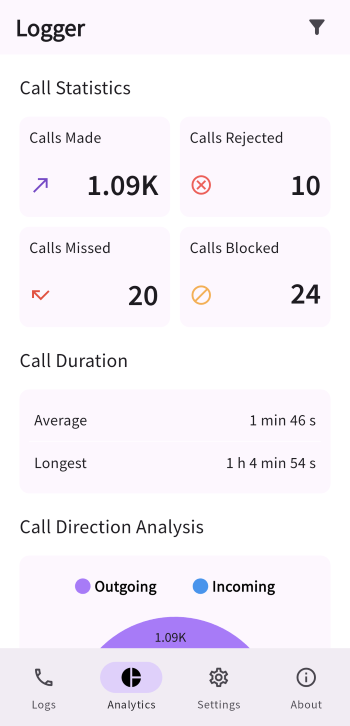 Logger
Call Statistics
Calls Made
1.09K
Calls Rejected
10
Calls Missed
20
Calls Blocked
24
Call Duration
Average 1 min 46 s
Longest 1 h 4 min 54 s
Call Direction Analysis
Outgoing Incoming
1.09K
Logs Analytics Settings About